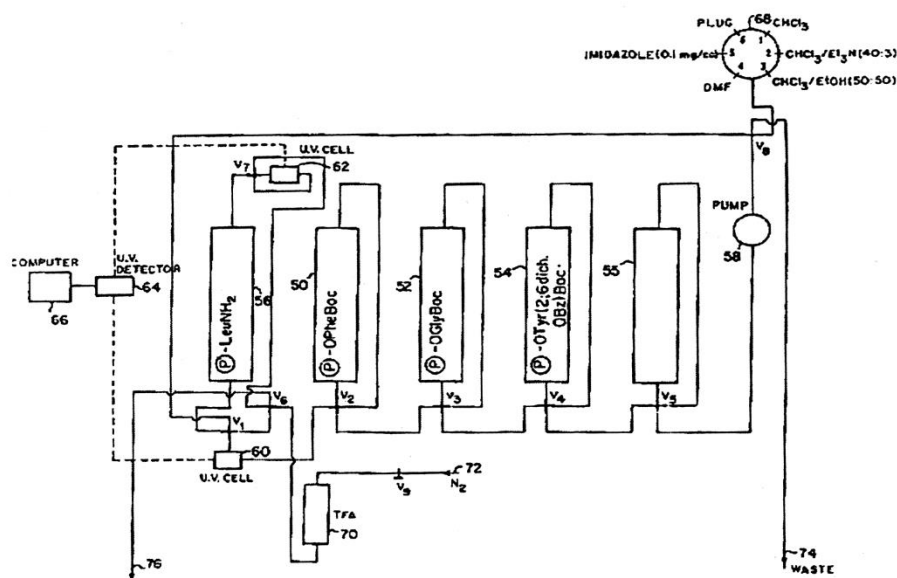 PLUG
68 CHCl3
6 1
IMIDAZOLE (0.1 mg/cc)
5 2
CHCl3/Et3N (40:3)
4 3
DMF
CHCl3/EtOH (50:50)
V8
U.V. CELL
V7
62
PUMP
58
COMPUTER
66
U.V. DETECTOR
64
P-LeuNH2
56
P-OPheBoc
50
P-OGlyBoc
52
P-OTyr(2;6dich.
OBz)Boc·
54
55
V6
V2
V3
V4
V5
V1
60
U.V. CELL
72
V9
N2
TFA
70
76
74
WASTE